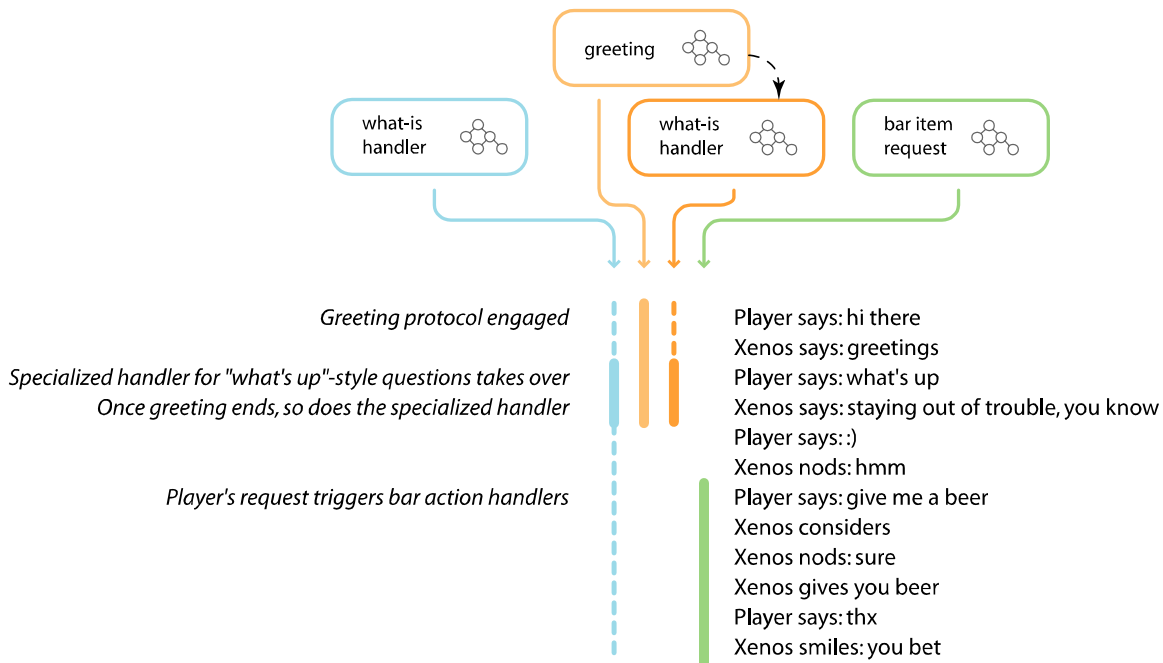 greeting
what-is
handler
what-is
handler
bar item
request
Greeting protocol engaged
Player says: hi there
Xenos says: greetings
Specialized handler for "what's up"-style questions takes over
Player says: what's up
Once greeting ends, so does the specialized handler
Xenos says: staying out of trouble, you know
Player says: :)
Xenos nods: hmm
Player's request triggers bar action handlers
Player says: give me a beer
Xenos considers
Xenos nods: sure
Xenos gives you beer
Player says: thx
Xenos smiles: you bet